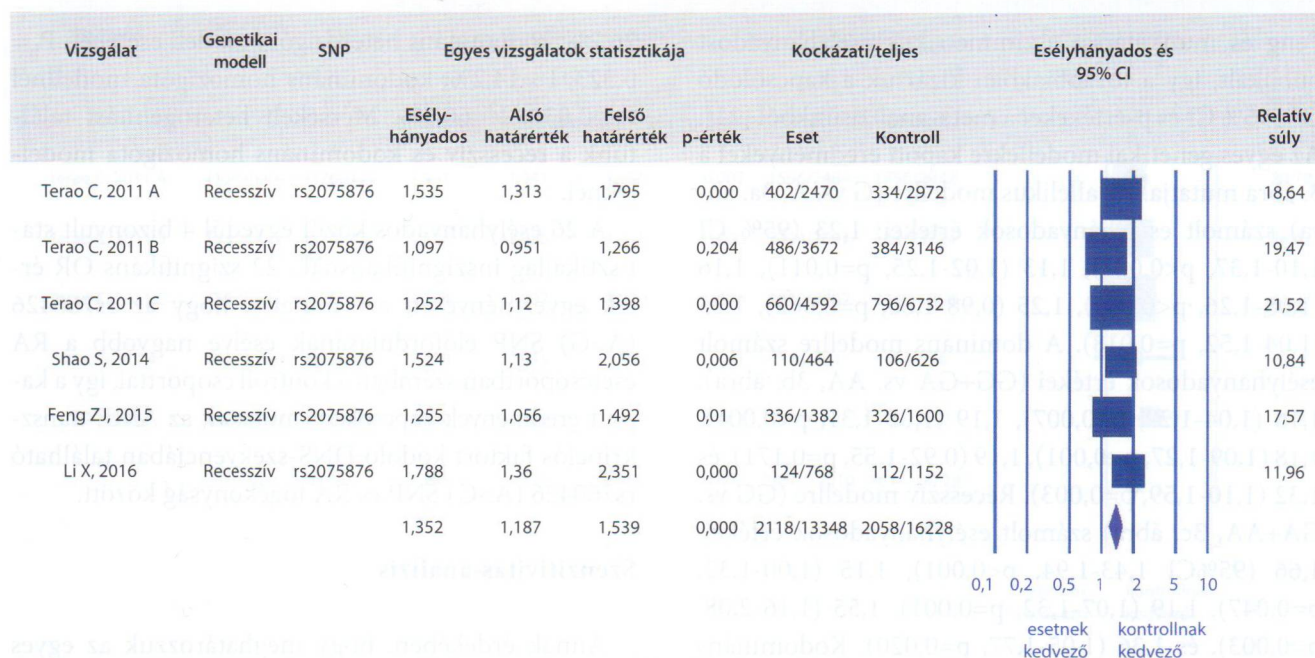 Vizsgálat Genetikai modell SNP Egyes vizsgálatok statisztikája Kockázati/teljes Esélyhányados és 95% CI
Esély-hányados Alsó határérték Felső határérték p-érték Eset Kontroll Relatív súly
Terao C, 2011 A Recesszív rs2075876 1,535 1,313 1,795 0,000 402/2470 334/2972 18,64
Terao C, 2011 B Recesszív rs2075876 1,097 0,951 1,266 0,204 486/3672 384/3146 19,47
Terao C, 2011 C Recesszív rs2075876 1,252 1,12 1,398 0,000 660/4592 796/6732 21,52
Shao S, 2014 Recesszív rs2075876 1,524 1,13 2,056 0,006 110/464 106/626 10,84
Feng ZJ, 2015 Recesszív rs2075876 1,255 1,056 1,492 0,01 336/1382 326/1600 17,57
Li X, 2016 Recesszív rs2075876 1,788 1,36 2,351 0,000 124/768 112/1152 11,96
1,352 1,187 1,539 0,000 2118/13348 2058/16228
0,1 0,2 0,5 1 2 5 10
esetnek kedvező kontrollnak kedvező